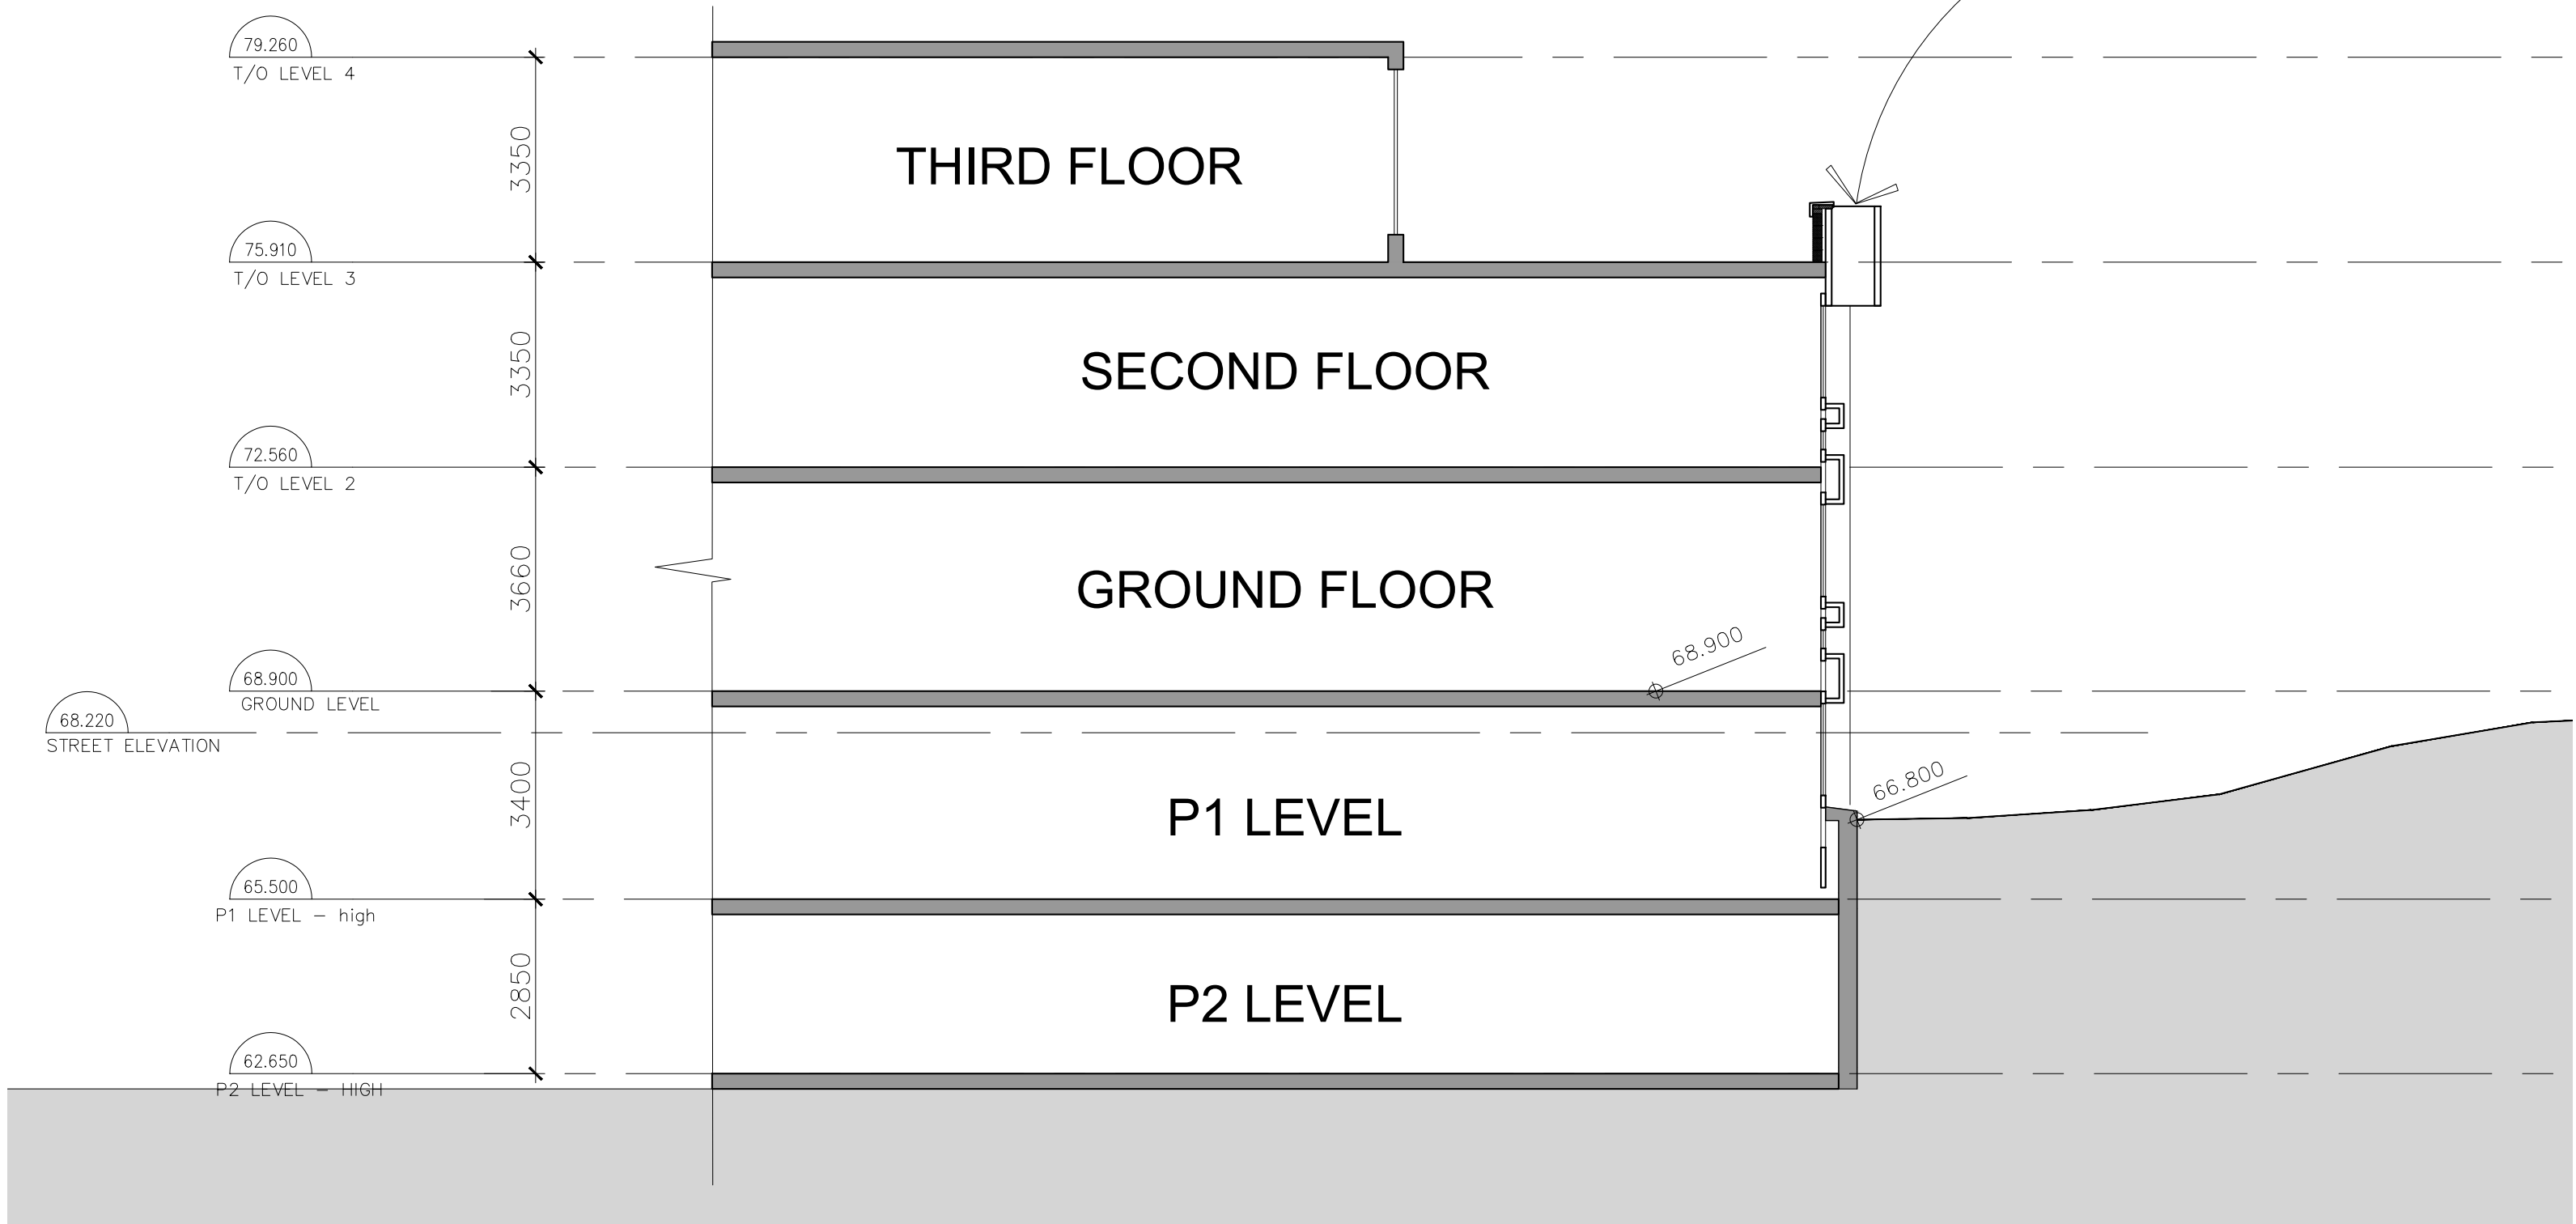 79.260
T/O LEVEL 4
3350
THIRD FLOOR
75.910
T/O LEVEL 3
3350
SECOND FLOOR
72.560
T/O LEVEL 2
3660
GROUND FLOOR
68.900
68.900
GROUND LEVEL
68.220
STREET ELEVATION
3400
P1 LEVEL
66.800
65.500
P1 LEVEL – high
2850
P2 LEVEL
62.650
P2 LEVEL – HIGH